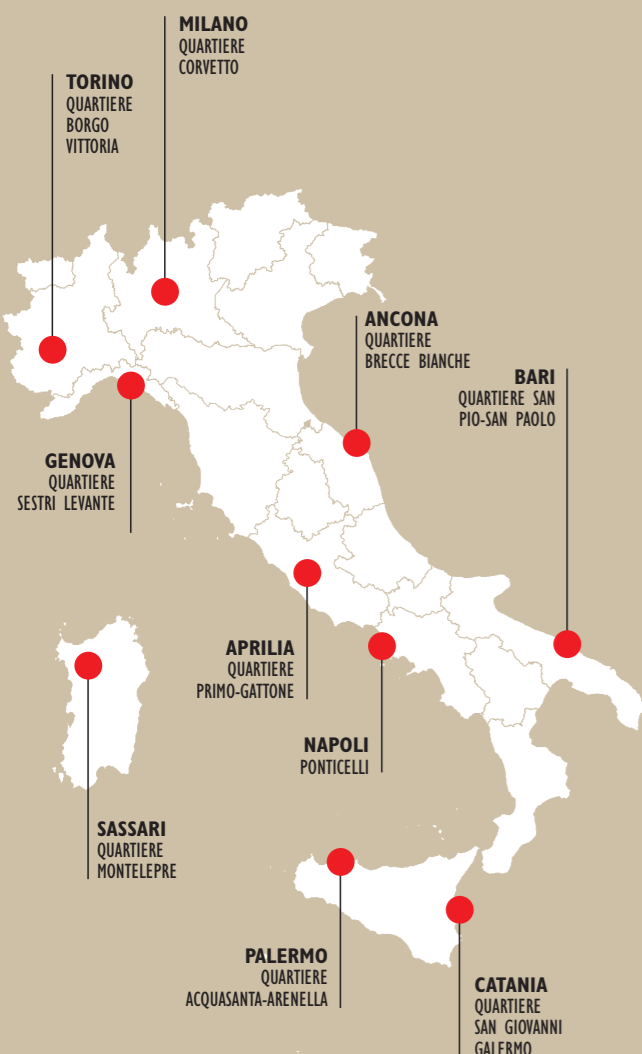 MILANO
QUARTIERE
CORVETTO
TORINO
QUARTIERE
BORGO
VITTORIA
ANCONA
QUARTIERE
BRECCE BIANCHE
BARI
QUARTIERE SAN
PIO-SAN PAOLO
GENOVA
QUARTIERE
SESTRI LEVANTE
APRILIA
QUARTIERE
PRIMO-GATTONE
NAPOLI
PONTICELLI
SASSARI
QUARTIERE
MONTELEPRE
PALERMO
QUARTIERE
ACQUASANTA-ARENELLA
CATANIA
QUARTIERE
SAN GIOVANNI
GALERMO